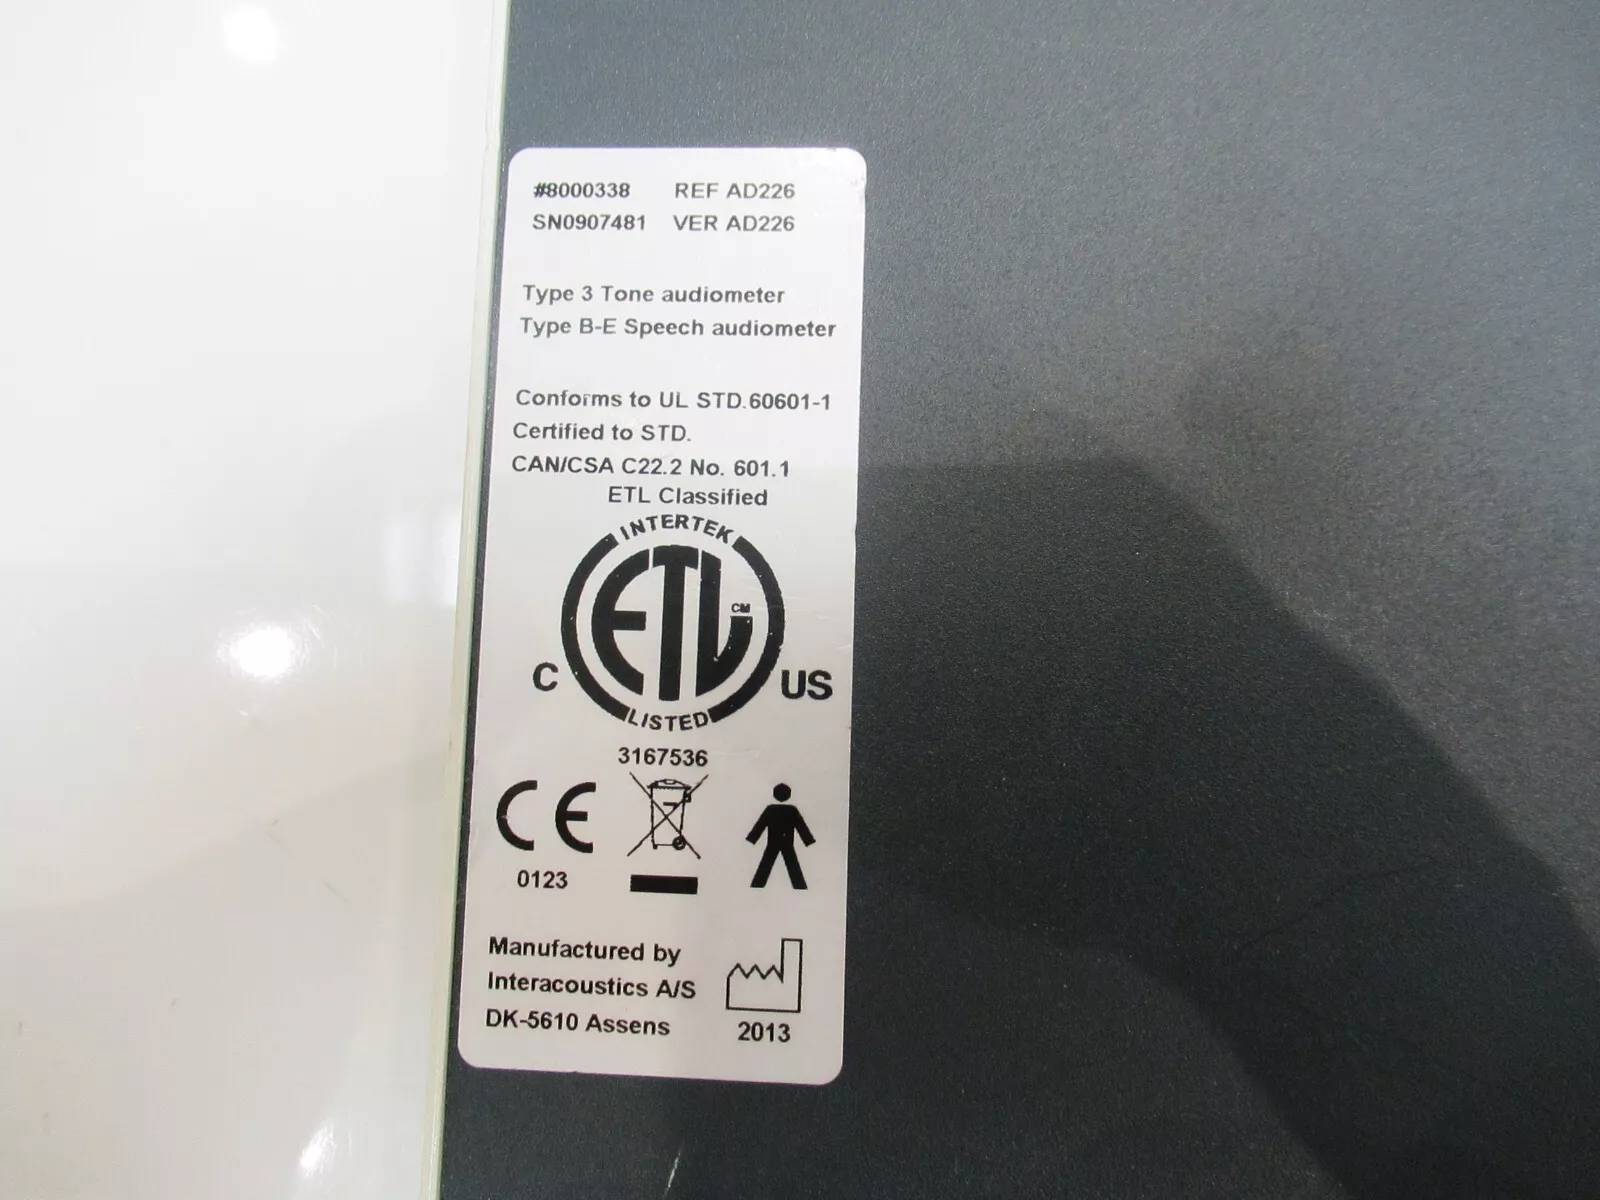 #8000338 REF AD226
SN0907481 VER AD226
Type 3 Tone audiometer
Type B-E Speech audiometer
Conforms to UL STD.60601-1
Certified to STD.
CAN/CSA C22.2 No. 601.1
ETL Classified
INTERTEK
ETL CM
C US
LISTED
3167536
CE
0123
Manufactured by
Interacoustics A/S
DK-5610 Assens
2013